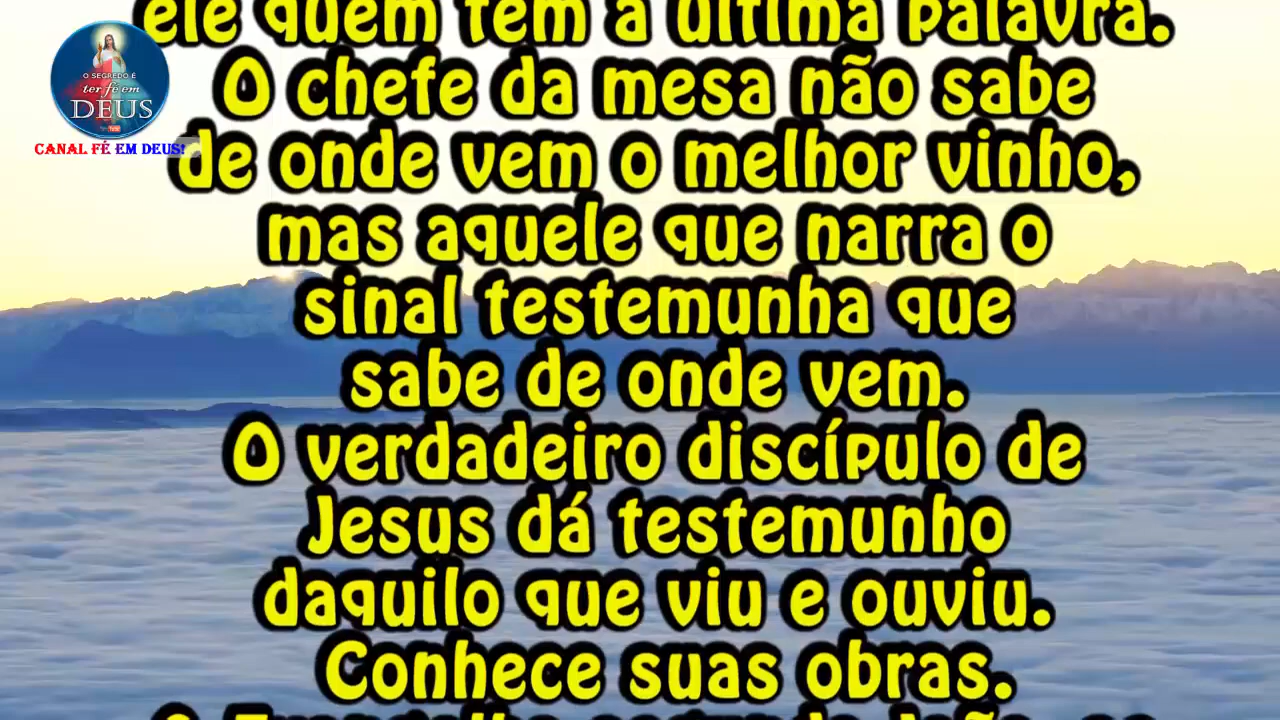 ele quem tem a última palavra.
O chefe da mesa não sabe
de onde vem o melhor vinho,
mas aquele que narra o
sinal testemunha que
sabe de onde vem.
O verdadeiro discípulo de
Jesus dá testemunho
daquilo que viu e ouviu.
Conhece suas obras.
O SEGREDO É
ter fé em
DEUS
CANAL FÉ EM DEUS!